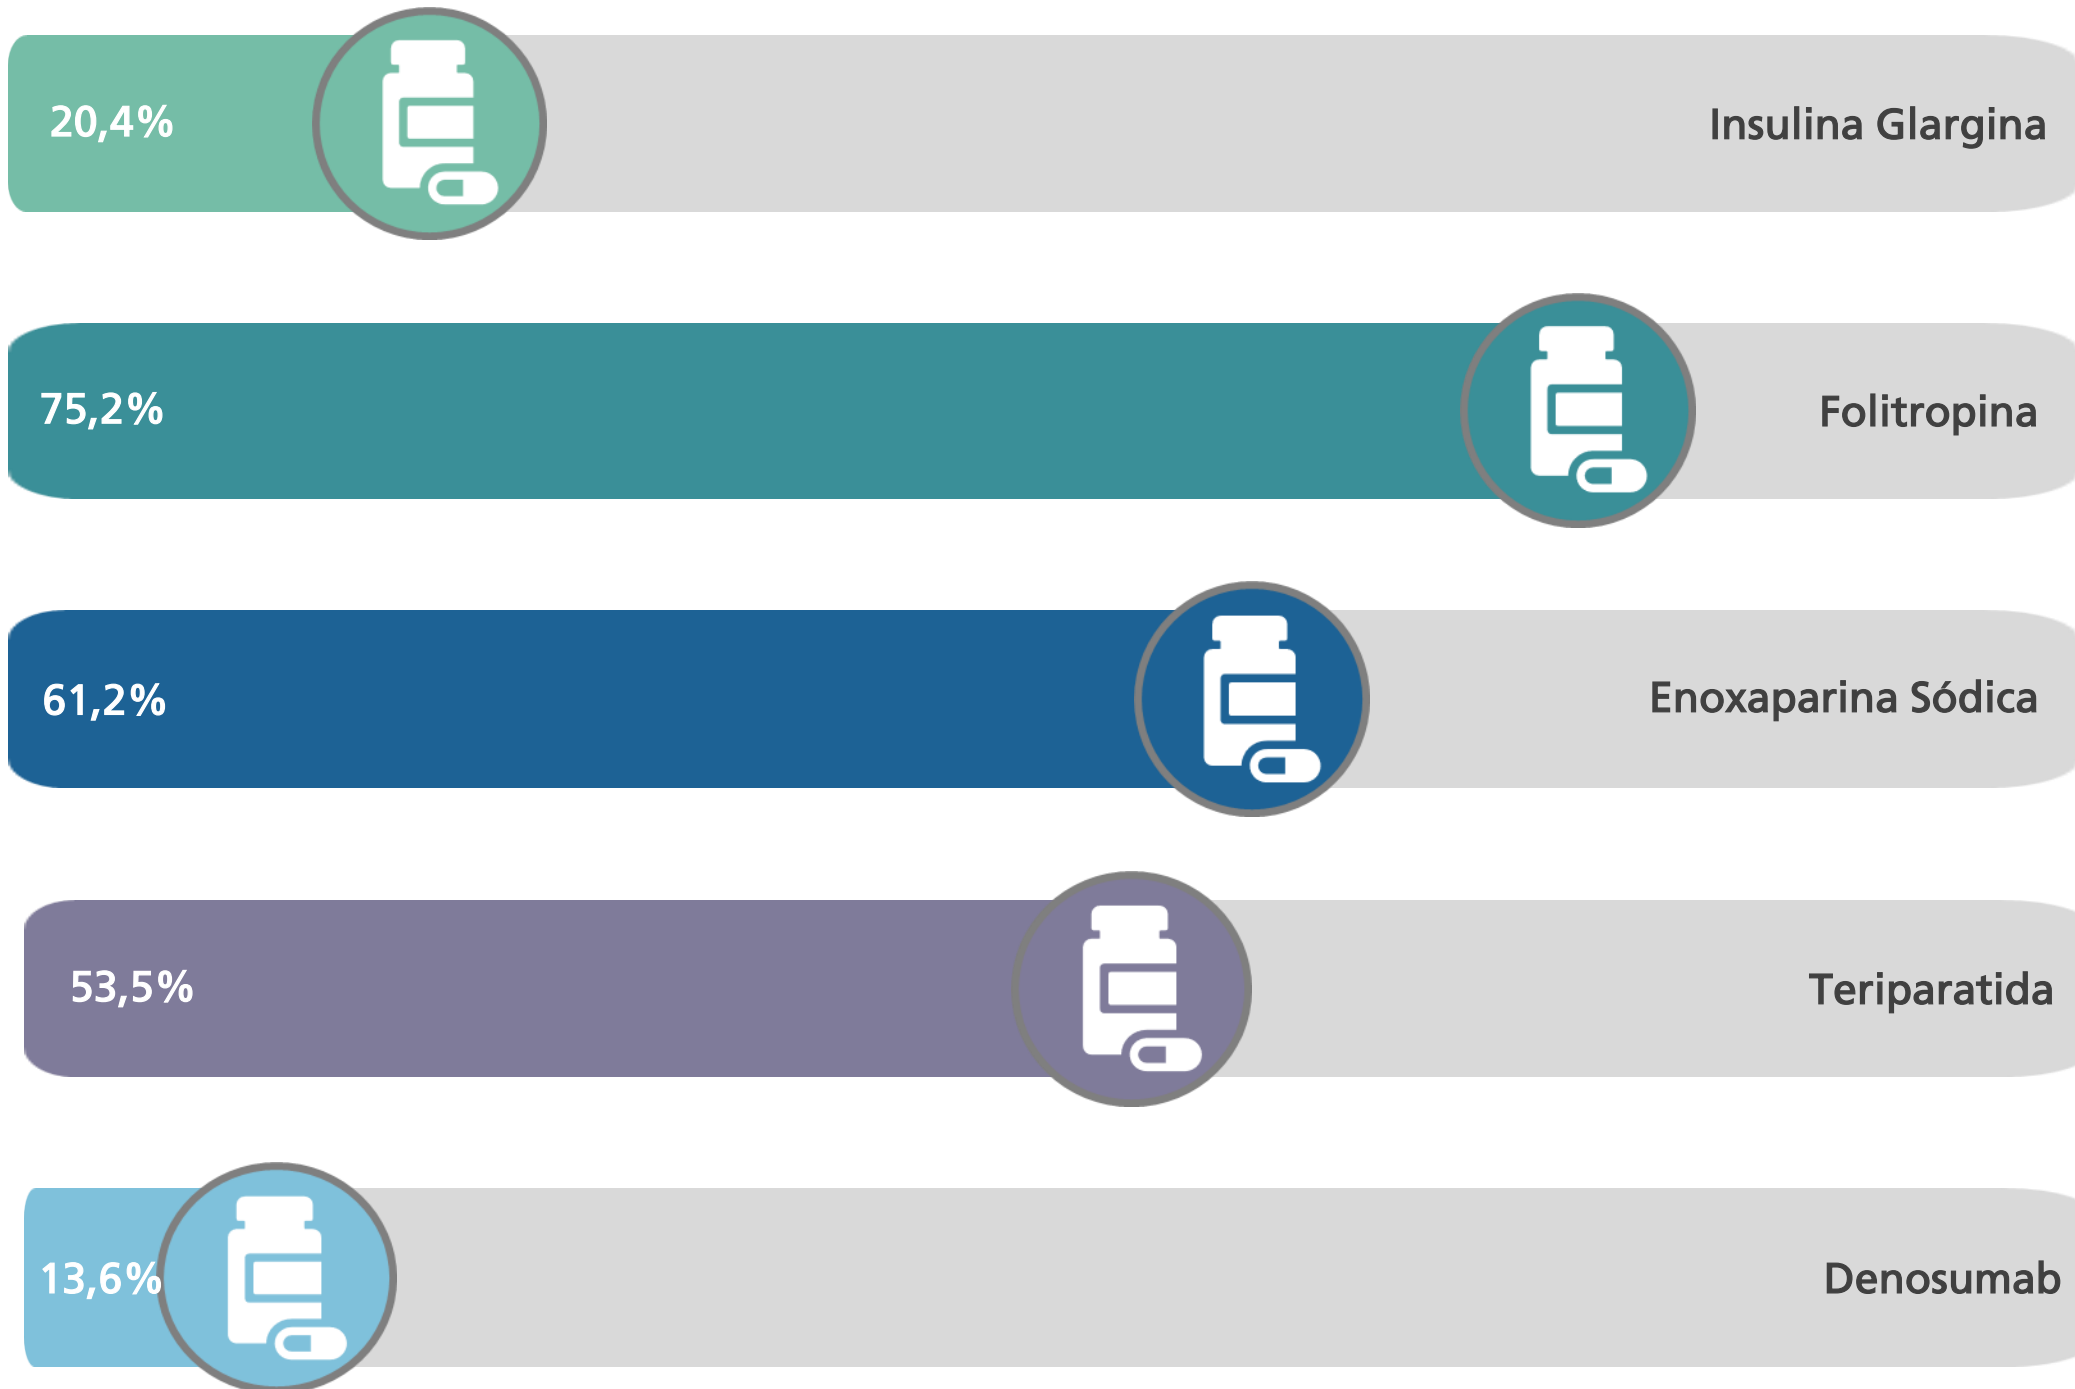 20,4%
Insulina Glargina
75,2%
Folitropina
61,2%
Enoxaparina Sódica
53,5%
Teriparatida
13,6%
Denosumab